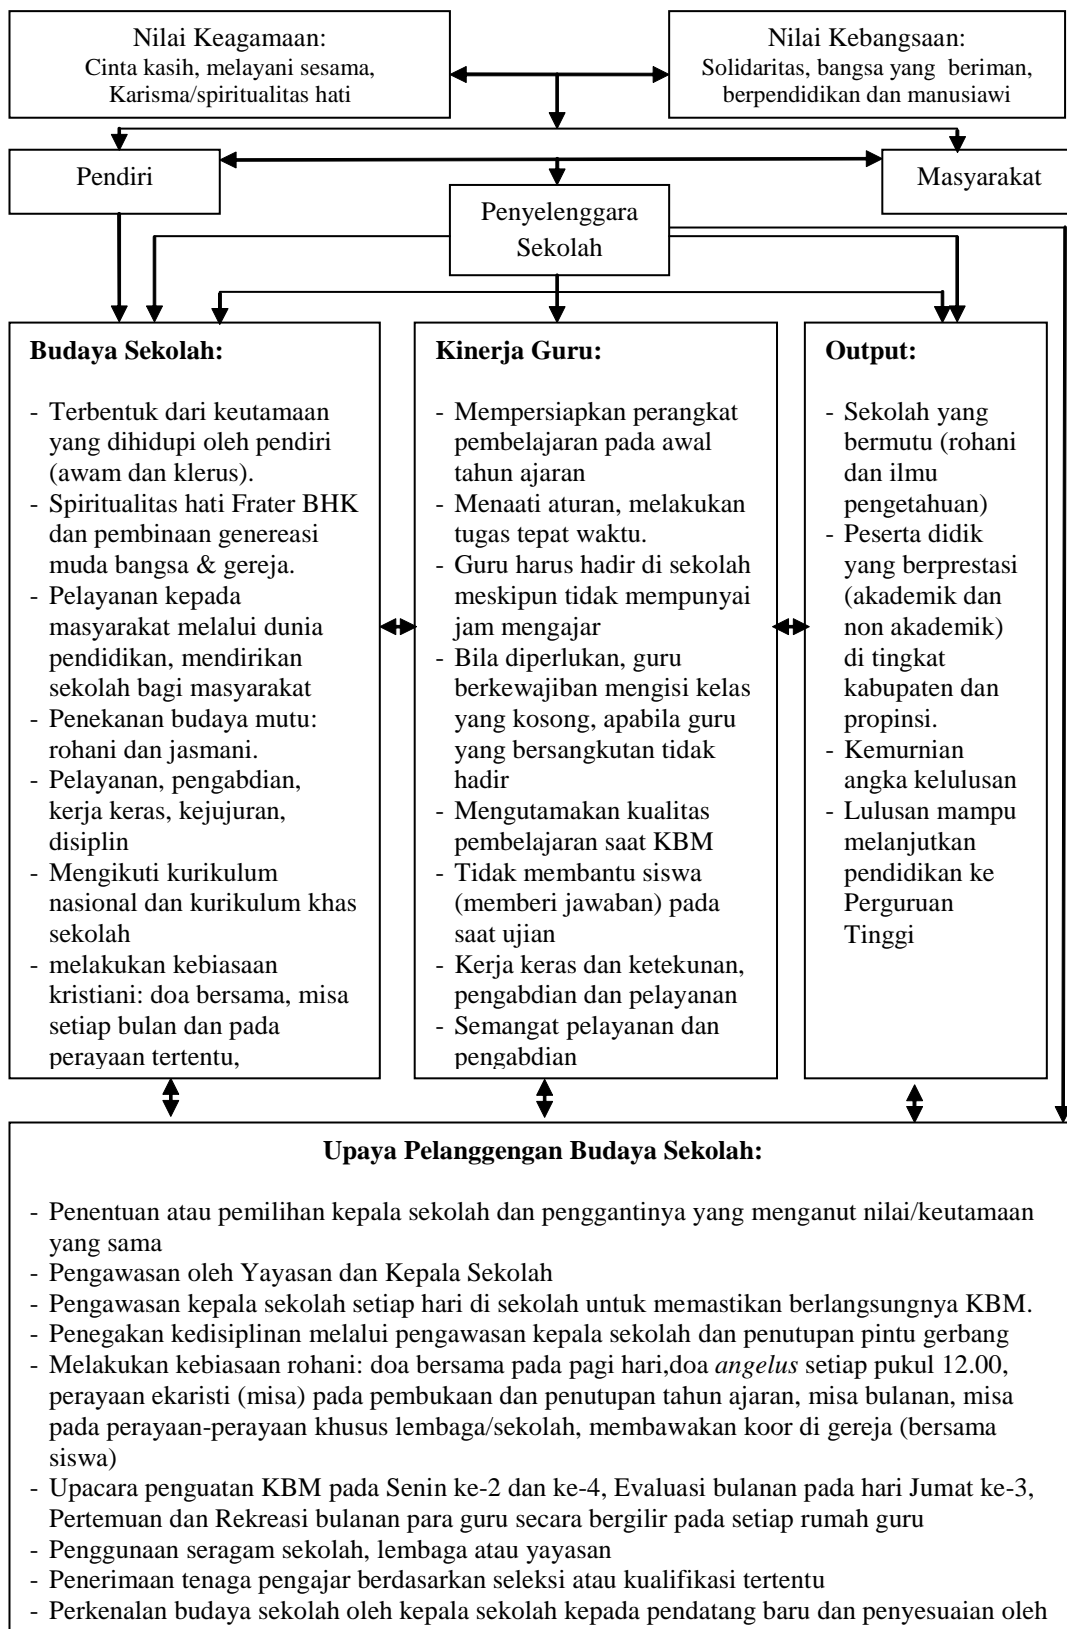 Nilai Keagamaan:
Cinta kasih, melayani sesama,
Karisma/spiritualitas hati
Nilai Kebangsaan:
Solidaritas, bangsa yang  beriman,
berpendidikan dan manusiawi
Pendiri
Masyarakat
Penyelenggara
Sekolah
Budaya Sekolah:
- Terbentuk dari keutamaan
yang dihidupi oleh pendiri
(awam dan klerus).
- Spiritualitas hati Frater BHK
dan pembinaan genereasi
muda bangsa & gereja.
- Pelayanan kepada
masyarakat melalui dunia
pendidikan, mendirikan
sekolah bagi masyarakat
- Penekanan budaya mutu:
rohani dan jasmani.
- Pelayanan, pengabdian,
kerja keras, kejujuran,
disiplin
- Mengikuti kurikulum
nasional dan kurikulum khas
sekolah
- melakukan kebiasaan
kristiani: doa bersama, misa
setiap bulan dan pada
perayaan tertentu,
Kinerja Guru:
- Mempersiapkan perangkat
pembelajaran pada awal
tahun ajaran
- Menaati aturan, melakukan
tugas tepat waktu.
- Guru harus hadir di sekolah
meskipun tidak mempunyai
jam mengajar
- Bila diperlukan, guru
berkewajiban mengisi kelas
yang kosong, apabila guru
yang bersangkutan tidak
hadir
- Mengutamakan kualitas
pembelajaran saat KBM
- Tidak membantu siswa
(memberi jawaban) pada
saat ujian
- Kerja keras dan ketekunan,
pengabdian dan pelayanan
- Semangat pelayanan dan
pengabdian
Output:
- Sekolah yang
bermutu (rohani
dan ilmu
pengetahuan)
- Peserta didik
yang berprestasi
(akademik dan
non akademik)
di tingkat
kabupaten dan
propinsi.
- Kemurnian
angka kelulusan
- Lulusan mampu
melanjutkan
pendidikan ke
Perguruan
Tinggi
Upaya Pelanggengan Budaya Sekolah:
- Penentuan atau pemilihan kepala sekolah dan penggantinya yang menganut nilai/keutamaan
yang sama
- Pengawasan oleh Yayasan dan Kepala Sekolah
- Pengawasan kepala sekolah setiap hari di sekolah untuk memastikan berlangsungnya KBM.
- Penegakan kedisiplinan melalui pengawasan kepala sekolah dan penutupan pintu gerbang
- Melakukan kebiasaan rohani: doa bersama pada pagi hari,doa angelus setiap pukul 12.00,
perayaan ekaristi (misa) pada pembukaan dan penutupan tahun ajaran, misa bulanan, misa
pada perayaan-perayaan khusus lembaga/sekolah, membawakan koor di gereja (bersama
siswa)
- Upacara penguatan KBM pada Senin ke-2 dan ke-4, Evaluasi bulanan pada hari Jumat ke-3,
Pertemuan dan Rekreasi bulanan para guru secara bergilir pada setiap rumah guru
- Penggunaan seragam sekolah, lembaga atau yayasan
- Penerimaan tenaga pengajar berdasarkan seleksi atau kualifikasi tertentu
- Perkenalan budaya sekolah oleh kepala sekolah kepada pendatang baru dan penyesuaian oleh